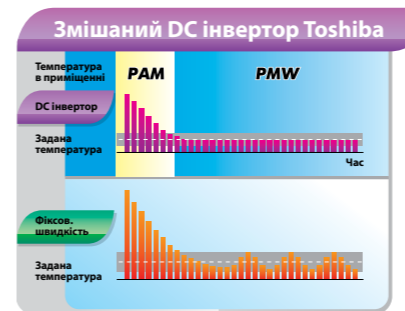 Змішаний DC інвертор Toshiba
Температура
в приміщенні
PAM
PMW
DC інвертор
Задана
температура
Час
Фіксов.
швидкість
Задана
температура